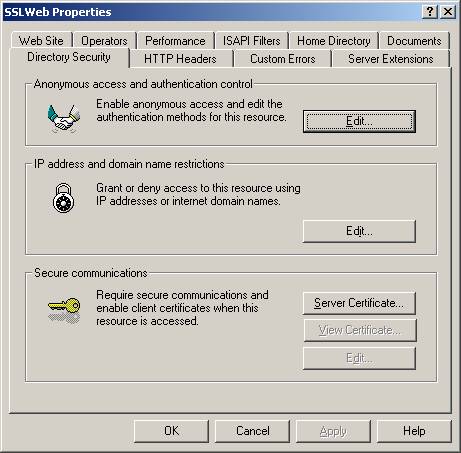 SSLWeb Properties
Web Site Operators Performance ISAPI Filters Home Directory Documents
Directory Security HTTP Headers Custom Errors Server Extensions
Anonymous access and authentication control
Enable anonymous access and edit the
authentication methods for this resource.
Edit...
IP address and domain name restrictions
Grant or deny access to this resource using
IP addresses or internet domain names.
Edit...
Secure communications
Require secure communications and
enable client certificates when this
resource is accessed.
Server Certificate...
View Certificate...
Edit...
OK Cancel Apply Help